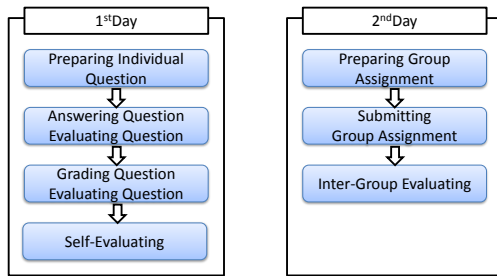 1stDay
Preparing Individual
Question
Answering Question
Evaluating Question
Grading Question
Evaluating Question
Self-Evaluating
2ndDay
Preparing Group
Assignment
Submitting
Group Assignment
Inter-Group Evaluating